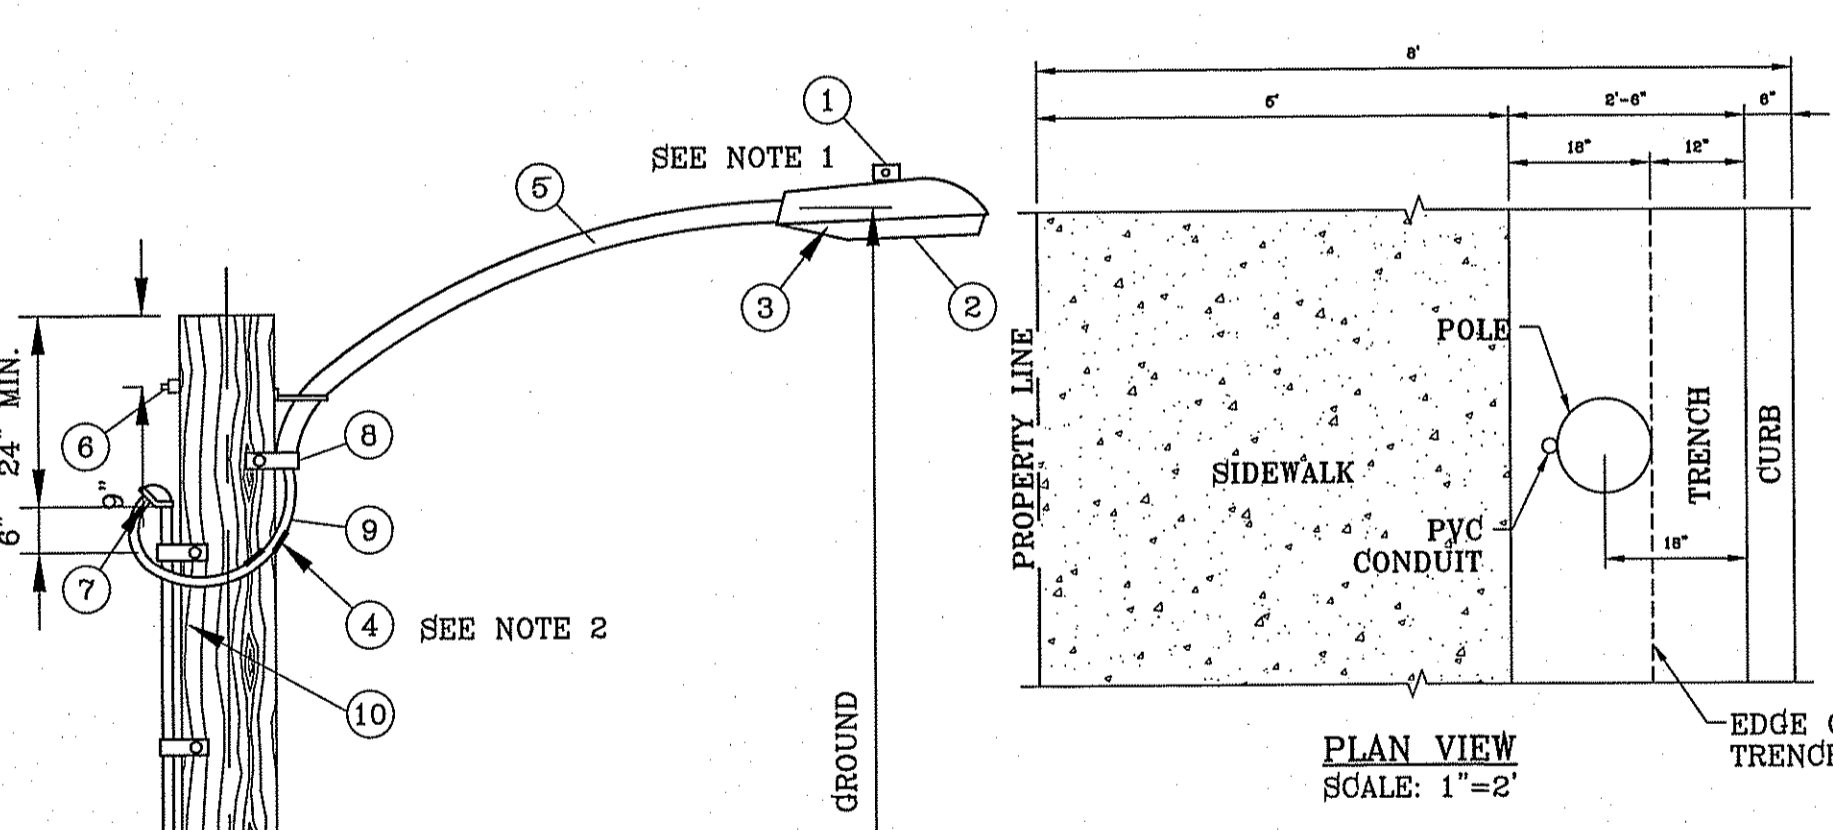 1
SEE NOTE 1
5
3
2
24" MIN.
6
8
9"
6"
9
7
4
SEE NOTE 2
10
GROUND
8'
5'
2'-6"
6"
18"
12"
PROPERTY LINE
SIDEWALK
POLE
PVC
CONDUIT
TRENCH
CURB
18"
EDGE
PLAN VIEW
SCALE: 1"=2'